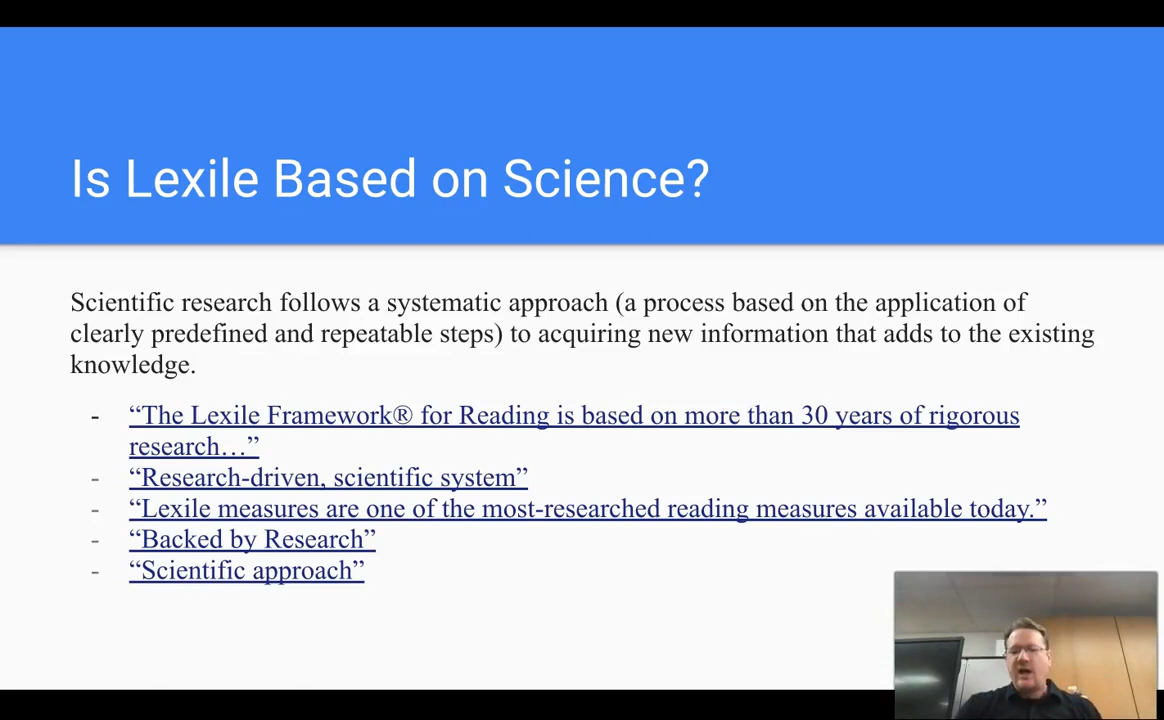 Is Lexile Based on Science?
Scientific research follows a systematic approach (a process based on the application of
clearly predefined and repeatable steps) to acquiring new information that adds to the existing
knowledge.
- “The Lexile Framework® for Reading is based on more than 30 years of rigorous
research…”
- “Research-driven, scientific system”
- “Lexile measures are one of the most-researched reading measures available today.”
- “Backed by Research”
- “Scientific approach”